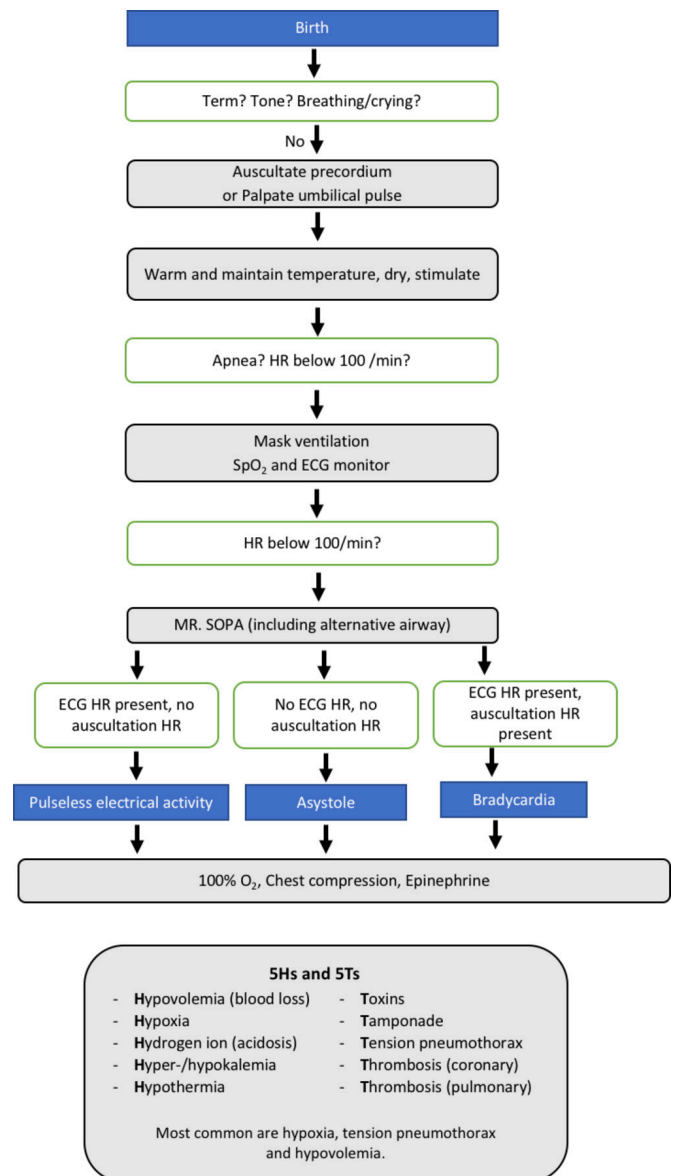 Birth
Term? Tone? Breathing/crying?
No
Auscultate precordium
or Palpate umbilical pulse
Warm and maintain temperature, dry, stimulate
Apnea? HR below 100 /min?
Mask ventilation
SpO₂ and ECG monitor
HR below 100/min?
MR. SOPA (including alternative airway)
ECG HR present, no
auscultation HR
No ECG HR, no
auscultation HR
ECG HR present,
auscultation HR
present
Pulseless electrical activity
Asystole
Bradycardia
100% O₂, Chest compression, Epinephrine
5Hs and 5Ts
- Hypovolemia (blood loss)
- Hypoxia
- Hydrogen ion (acidosis)
- Hyper-/hypokalemia
- Hypothermia
- Toxins
- Tamponade
- Tension pneumothorax
- Thrombosis (coronary)
- Thrombosis (pulmonary)
Most common are hypoxia, tension pneumothorax
and hypovolemia.